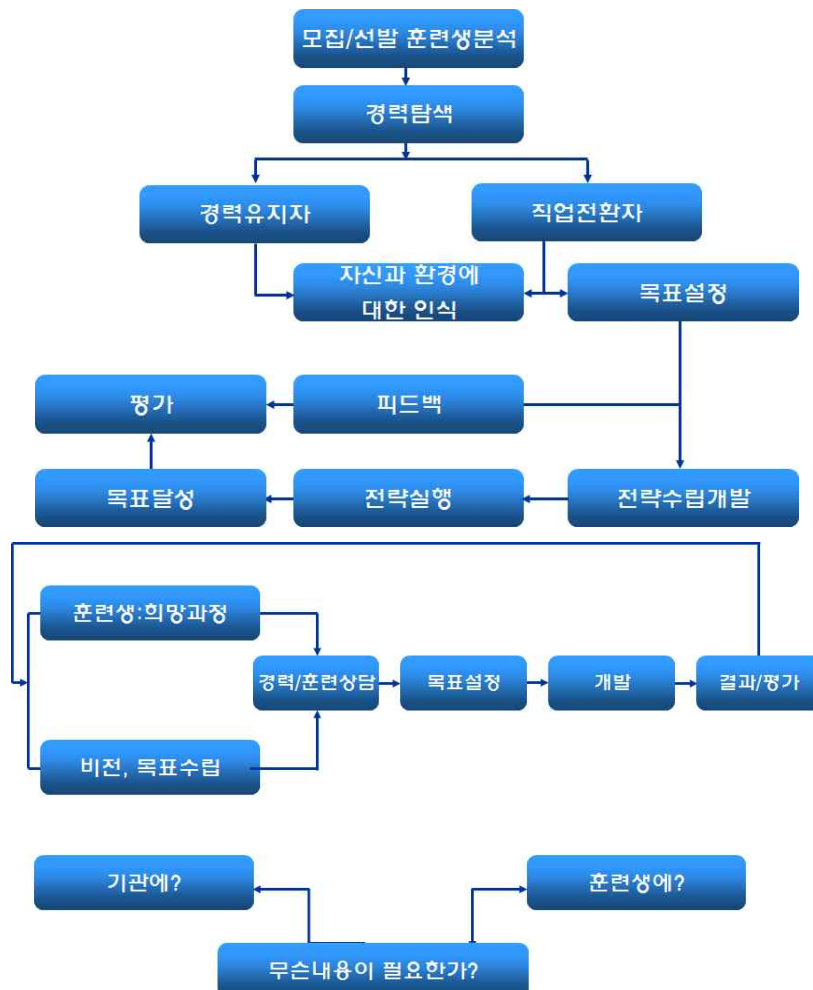 모집/선발 훈련생분석
경력탐색
경력유지자
직업전환자
자신과 환경에
대한 인식
목표설정
평가
피드백
목표달성
전략실행
전략수립개발
훈련생:희망과정
경력/훈련상담
목표설정
개발
결과/평가
비전, 목표수립
기관에?
훈련생에?
무슨내용이 필요한가?